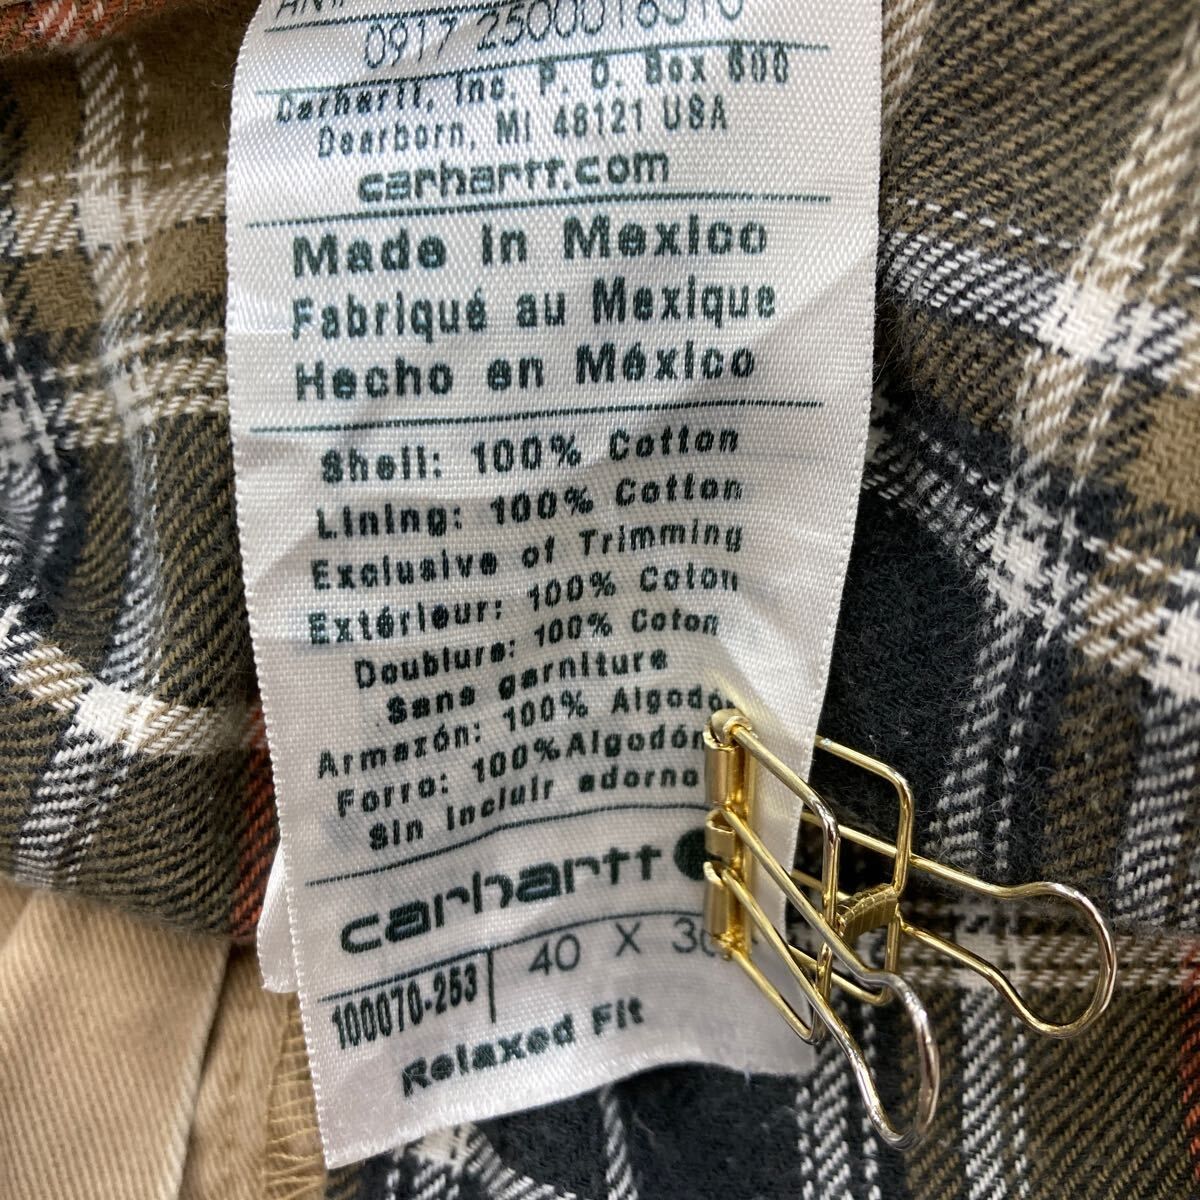 0917 2500018310
Carhartt, Inc. P. O. Box 600
Dearborn, MI 48121 USA
carhartt.com
Made in Mexico
Fabriqué au Mexique
Hecho en México
Shell: 100% Cotton
Lining: 100% Cotton
Exclusive of Trimming
Extérieur: 100% Coton
Doublure: 100% Coton
Sans garniture
Armazón: 100% Algodó
Forro: 100%Algodón
Sin incluir adorno
carhartt
100070-253
40 X 30
Relaxed Fit